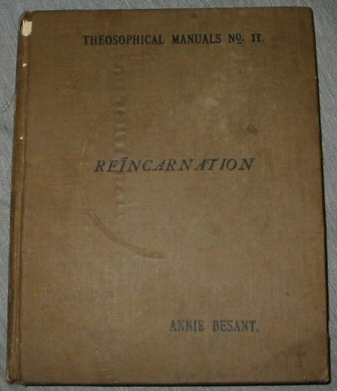 THEOSOPHICAL MANUALS No. II.
REINCARNATION
ANNIE BESANT.